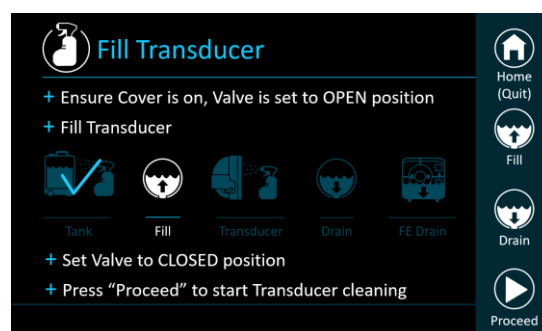 Fill Transducer
+ Ensure Cover is on, Valve is set to OPEN position
+ Fill Transducer
Tank
Fill
Transducer
Drain
FE Drain
+ Set Valve to CLOSED position
+ Press “Proceed” to start Transducer cleaning
Home
(Quit)
Fill
Drain
Proceed